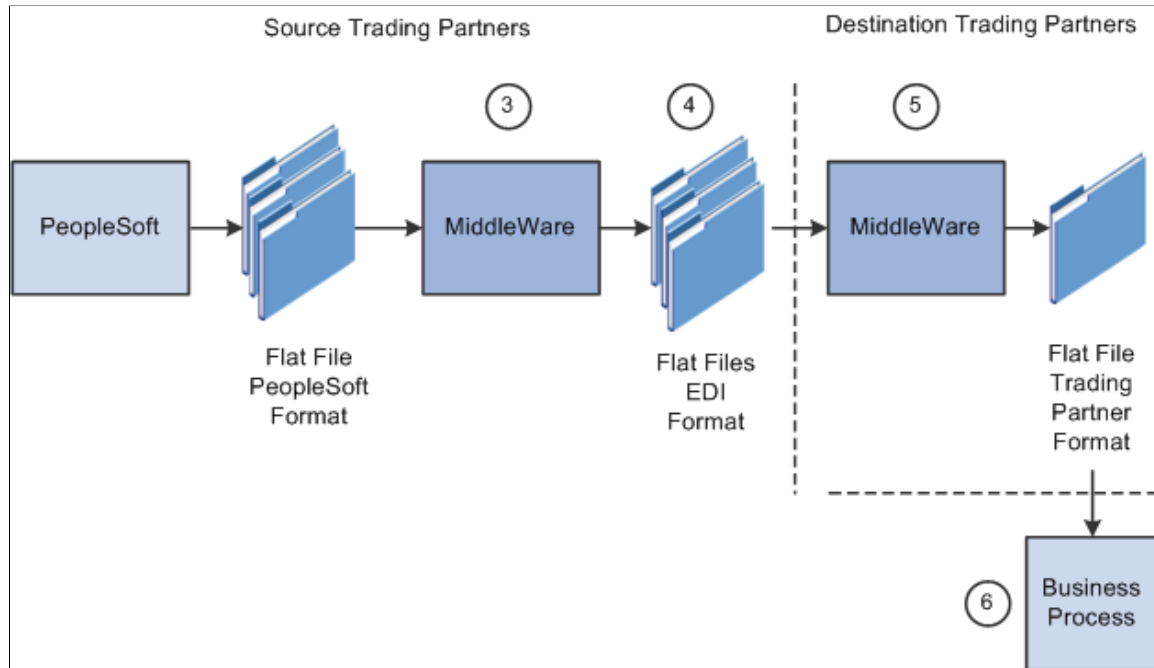 Source Trading Partners
Destination Trading Partners
3
4
5
PeopleSoft
MiddleWare
MiddleWare
Flat File
PeopleSoft
Format
Flat Files
EDI
Format
Flat File
Trading
Partner
Format
6
Business
Process